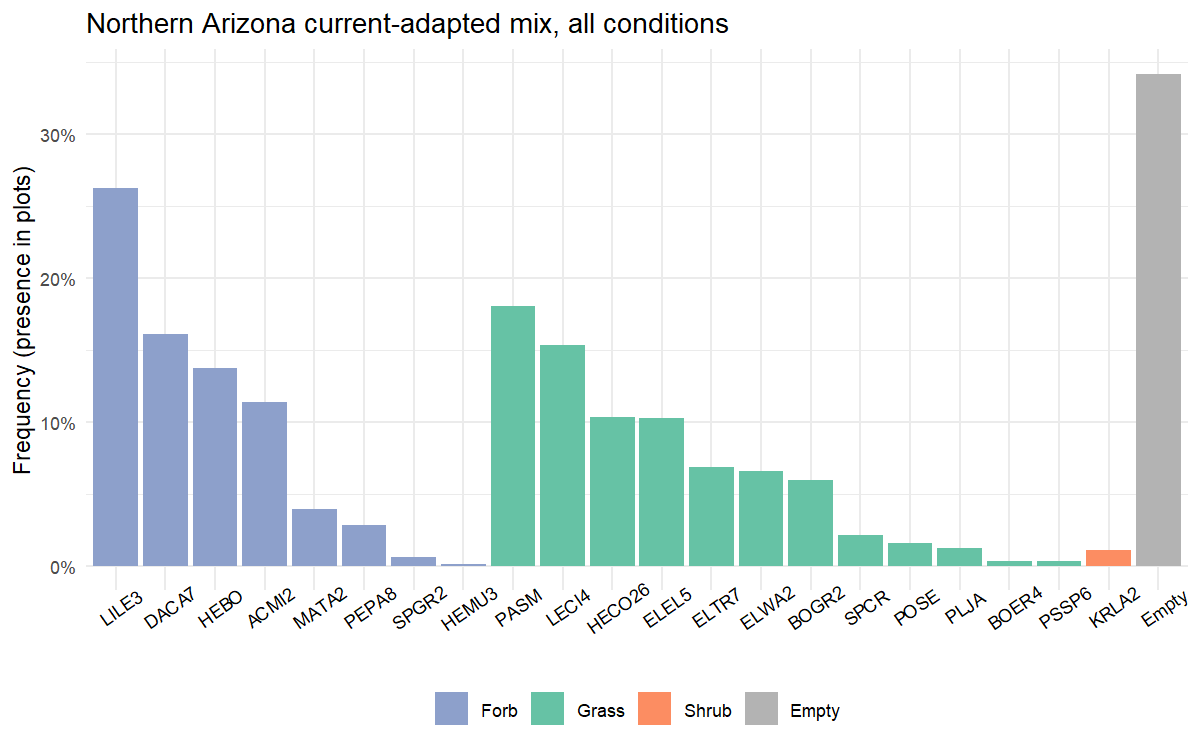 Northern Arizona current-adapted mix, all conditions
Frequency (presence in plots)
30%
20%
10%
0%
LILE3
DACA7
HEBO
ACMI2
MATA2
PEPA8
SPGR2
HEMU3
PASM
LECI4
HECO26
ELEL5
ELTR7
ELWA2
BOGR2
SPCR
POSE
PLJA
BOER4
PSSP6
KRLA2
Empty
Forb
Grass
Shrub
Empty